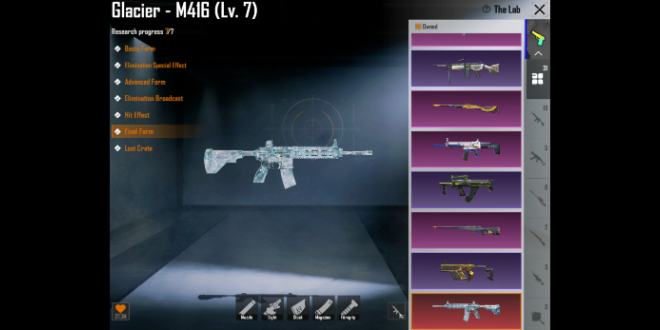 Glacier - M416 (Lv. 7)
The Lab
Research progress 7/7
Owned
Basic Form
Elimination Special Effect
Advanced Form
Elimination Broadcast
Hit Effect
Final Form
Loot Crate
Muzzle
Sight
Stock
Magazine
Foregrip